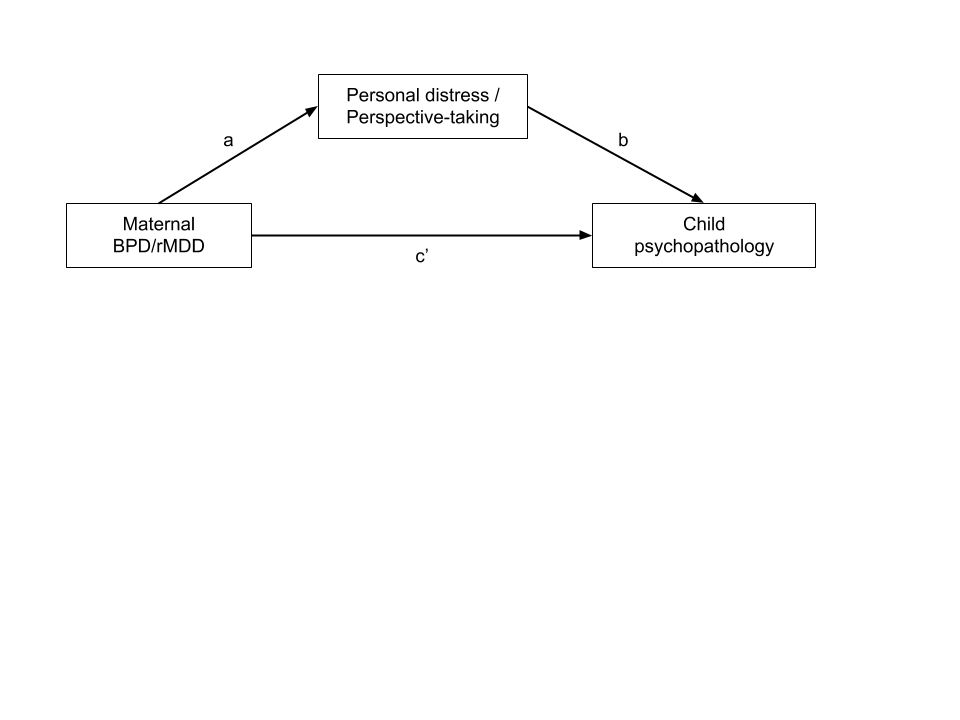 Personal distress /
Perspective-taking
a
b
Maternal
BPD/rMDD
Child
psychopathology
c’